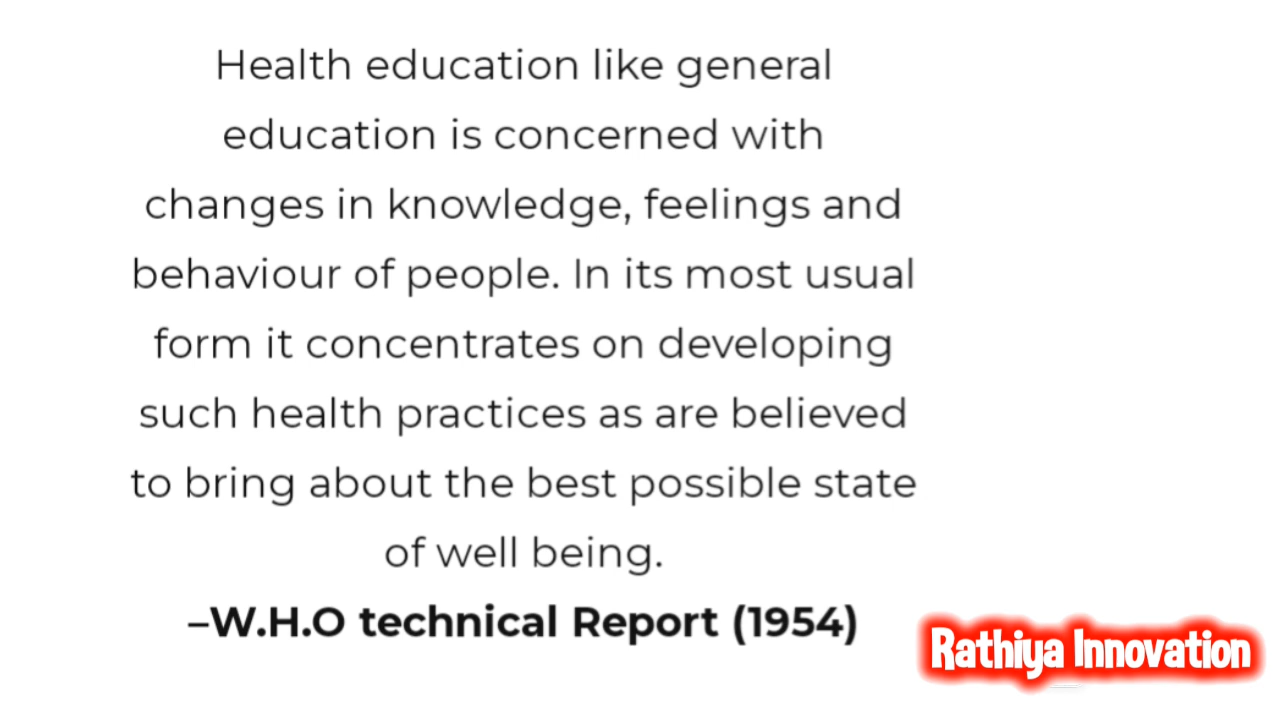 Health education like general
education is concerned with
changes in knowledge, feelings and
behaviour of people. In its most usual
form it concentrates on developing
such health practices as are believed
to bring about the best possible state
of well being.
–W.H.O technical Report (1954)
Rathiya Innovation